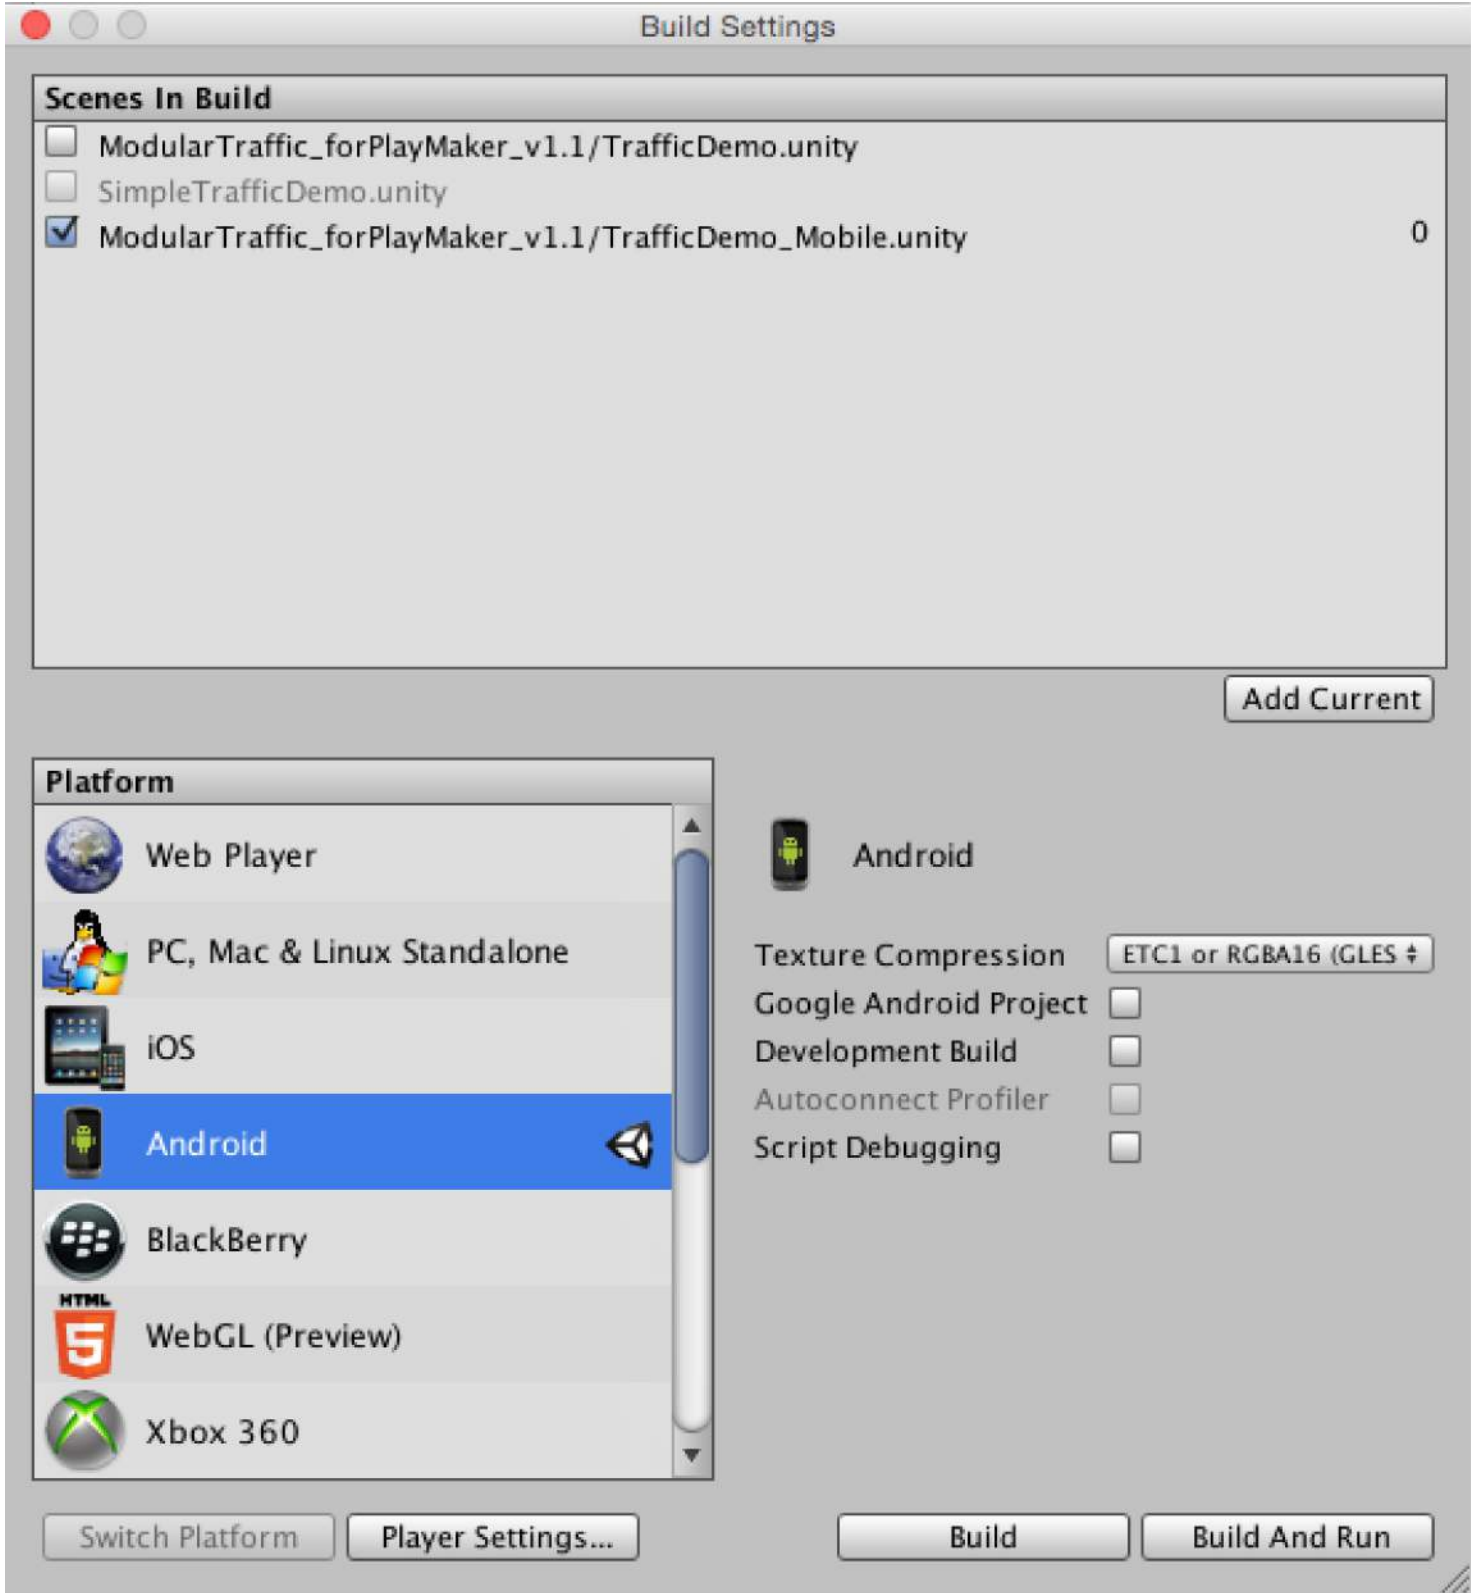 Build Settings
Scenes In Build
ModularTraffic_forPlayMaker_v1.1/TrafficDemo.unity
SimpleTrafficDemo.unity
ModularTraffic_forPlayMaker_v1.1/TrafficDemo_Mobile.unity 0
Add Current
Platform
Web Player
PC, Mac & Linux Standalone
iOS
Android
BlackBerry
HTML
5
WebGL (Preview)
Xbox 360
Android
Texture Compression ETC1 or RGBA16 (GLES
Google Android Project
Development Build
Autoconnect Profiler
Script Debugging
Switch Platform Player Settings... Build Build And Run